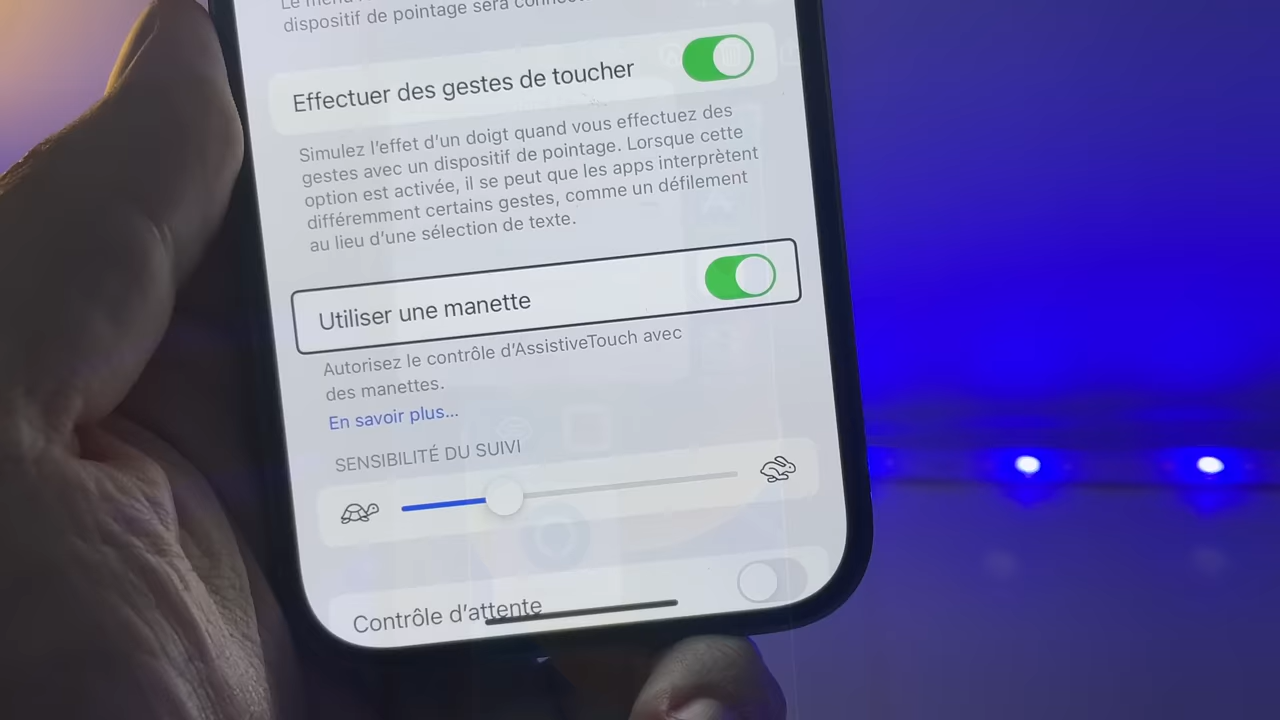 Le menu
dispositif de pointage sera
Effectuer des gestes de toucher
Simulez l'effet d'un doigt quand vous effectuez des
gestes avec un dispositif de pointage. Lorsque cette
option est activée, il se peut que les apps interprètent
différemment certains gestes, comme un défilement
au lieu d'une sélection de texte.
Utiliser une manette
Autorisez le contrôle d'AssistiveTouch avec
des manettes.
En savoir plus...
SENSIBILITÉ DU SUIVI
Contrôle d'attente